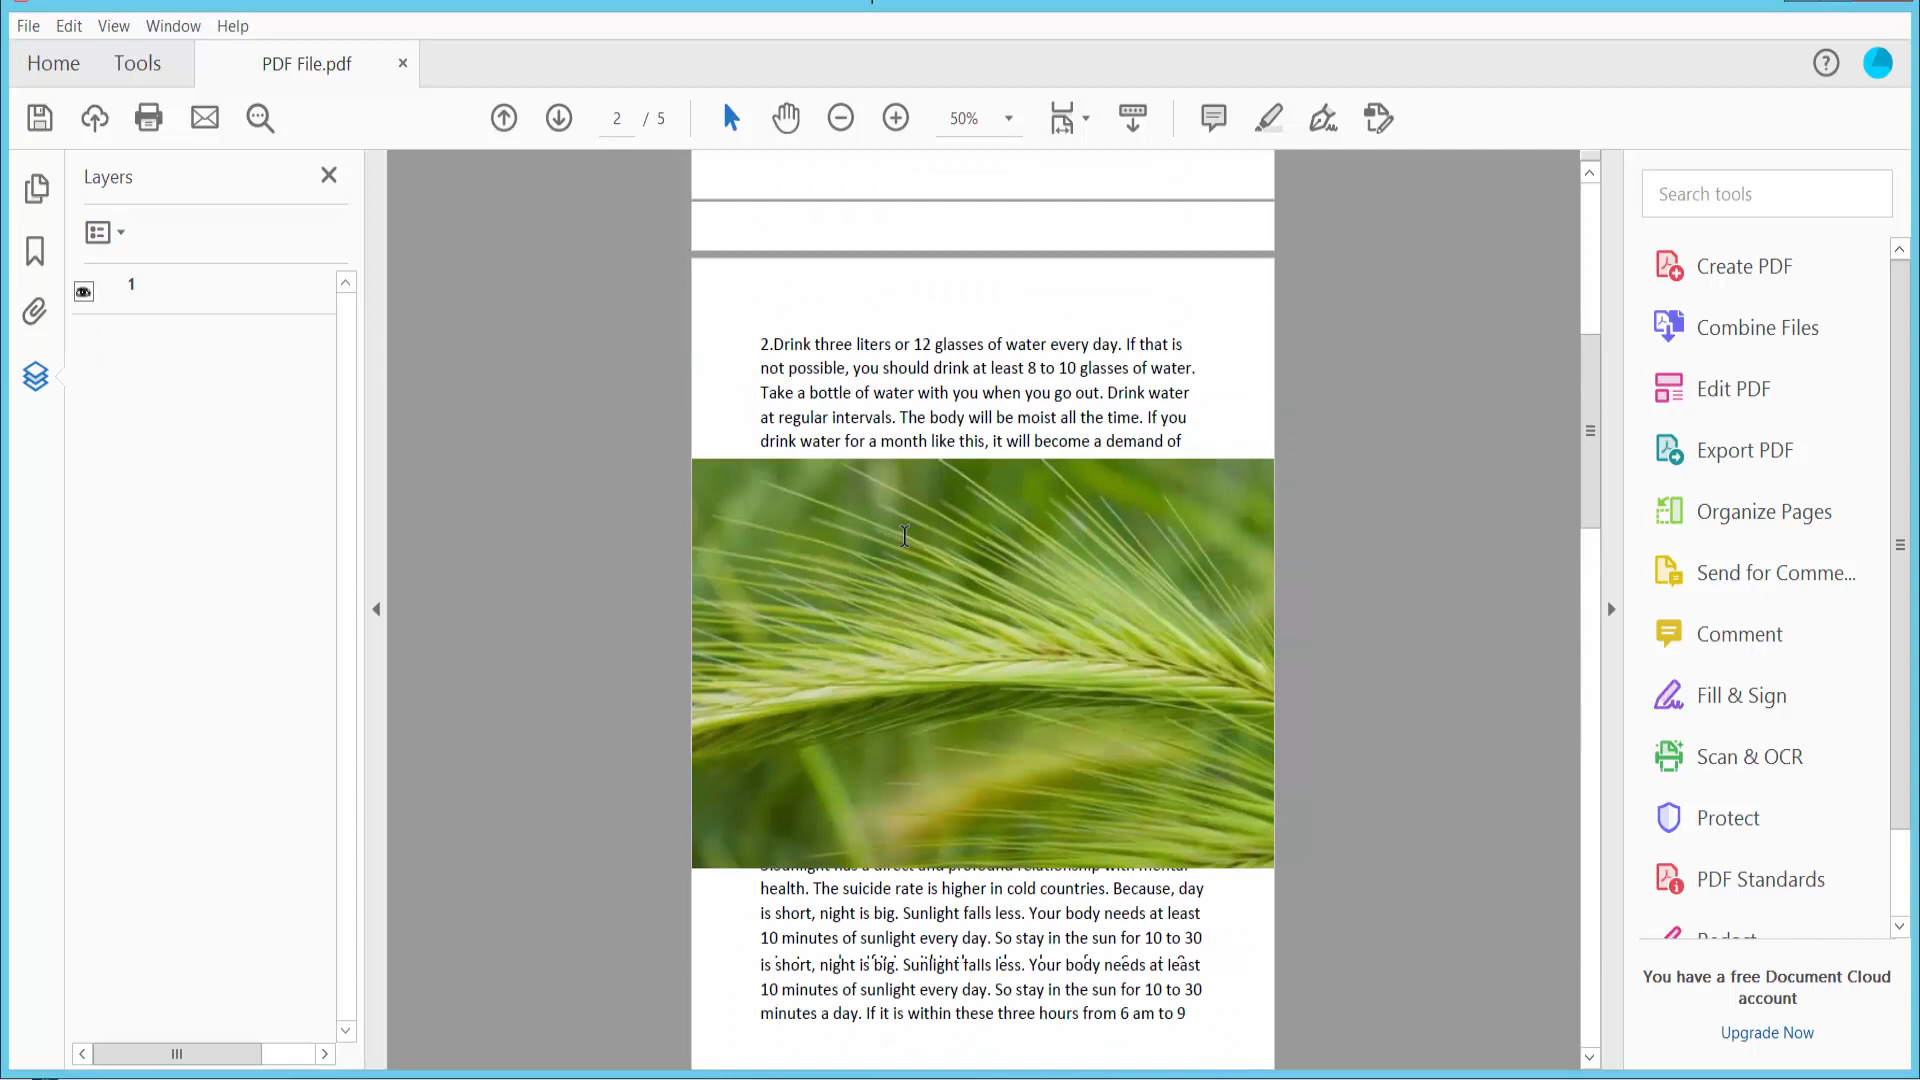 File Edit View Window Help
Home Tools PDF File.pdf
2 / 5 50%
Layers
1
2.Drink three liters or 12 glasses of water every day. If that is
not possible, you should drink at least 8 to 10 glasses of water.
Take a bottle of water with you when you go out. Drink water
at regular intervals. The body will be moist all the time. If you
drink water for a month like this, it will become a demand of
health. The suicide rate is higher in cold countries. Because, day
is short, night is big. Sunlight falls less. Your body needs at least
10 minutes of sunlight every day. So stay in the sun for 10 to 30
is short, night is big. Sunlight falls less. Your body needs at least
10 minutes of sunlight every day. So stay in the sun for 10 to 30
minutes a day. If it is within these three hours from 6 am to 9
Search tools
Create PDF
Combine Files
Edit PDF
Export PDF
Organize Pages
Send for Comme...
Comment
Fill & Sign
Scan & OCR
Protect
PDF Standards
You have a free Document Cloud
account
Upgrade Now